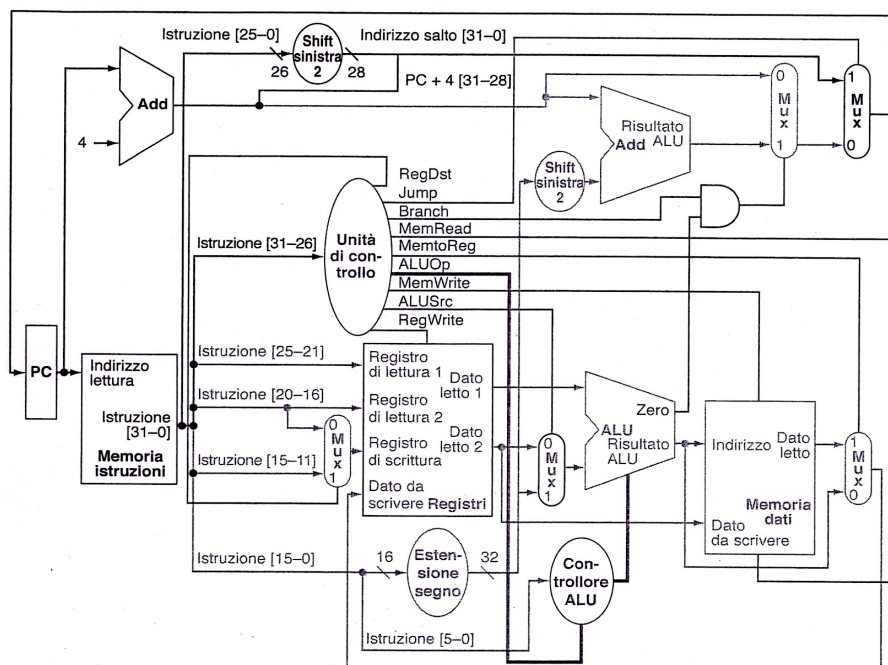 Istruzione [25–0]
26
Shift
sinistra
2
28
Indirizzo salto [31–0]
PC + 4 [31–28]
Add
4
0
M
u
x
1
1
M
u
x
0
Risultato
Add ALU
Shift
sinistra
2
RegDst
Jump
Branch
MemRead
MemtoReg
ALUOp
MemWrite
ALUSrc
RegWrite
Istruzione [31–26]
Unità
di con-
trollo
PC
Indirizzo
lettura
Istruzione
[31–0]
Memoria
istruzioni
Istruzione [25–21]
Istruzione [20–16]
Istruzione [15–11]
0
M
u
x
1
Registro
di lettura 1
Registro
di lettura 2
Registro
di scrittura
Dato da
scrivere Registri
Dato
letto 1
Dato
letto 2
0
M
u
x
1
Zero
ALU
Risultato
ALU
Indirizzo
Dato
letto
Memoria
dati
Dato
da scrivere
1
M
u
x
0
Istruzione [15–0]
16
Estensione
segno
32
Con-
trollore
ALU
Istruzione [5–0]